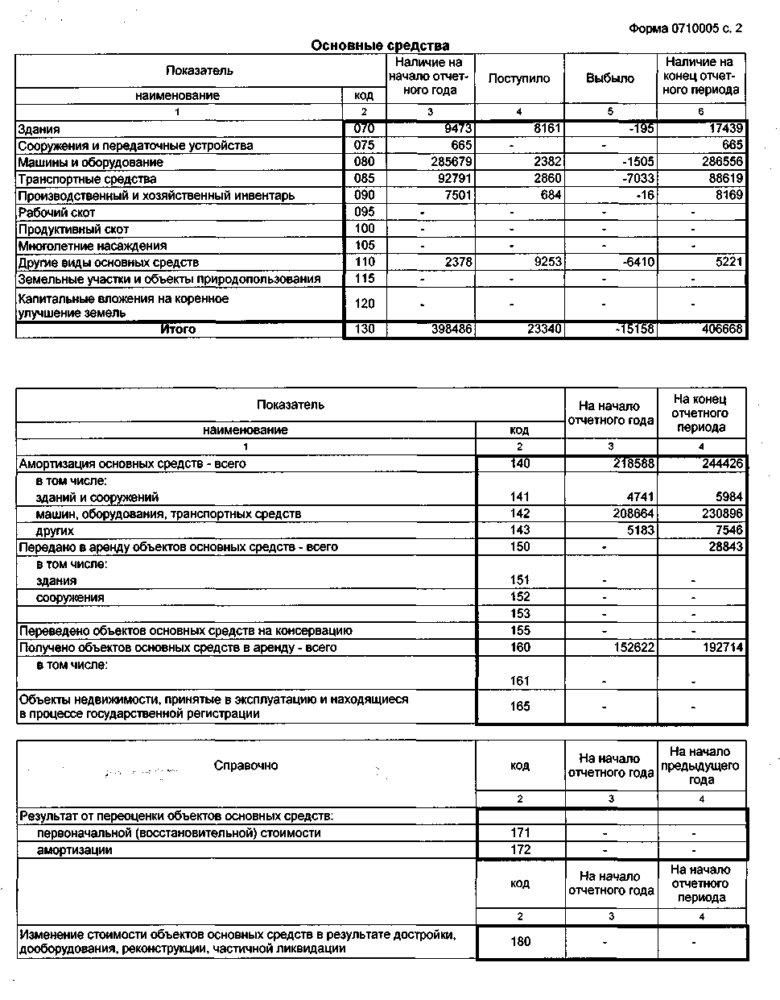 Форма 0710005 с. 2
Основные средства
Показатель | Наличие на начало отчет- ного года | Поступило | Выбыло | Наличие на конец отчет- ного периода
наименование | код
1 | 2 | 3 | 4 | 5 | 6
Здания | 070 | 9473 | 8161 | -195 | 17439
Сооружения и передаточные устройства | 075 | 665 | - | - | 665
Машины и оборудование | 080 | 285679 | 2382 | -1505 | 286556
Транспортные средства | 085 | 92791 | 2860 | -7033 | 88619
Производственный и хозяйственный инвентарь | 090 | 7501 | 684 | -16 | 8169
Рабочий скот | 095 | - | - | - | -
Продуктивный скот | 100 | - | - | - | -
Многолетние насаждения | 105 | - | - | - | -
Другие виды основных средств | 110 | 2378 | 9253 | -6410 | 5221
Земельные участки и объекты природопользования | 115 | - | - | - | -
Капитальные вложения на коренное
улучшение земель | 120 | - | - | - | -
Итого | 130 | 398486 | 23340 | -15158 | 406668
Показатель | На начало отчетного года | На конец отчетного периода
наименование | код
1 | 2 | 3 | 4
Амортизация основных средств - всего | 140 | 218588 | 244426
в том числе:
зданий и сооружений | 141 | 4741 | 5984
машин, оборудования, транспортных средств | 142 | 208664 | 230896
других | 143 | 5183 | 7546
Передано в аренду объектов основных средств - всего | 150 | - | 28843
в том числе:
здания | 151 | - | -
сооружения | 152 | - | -
153 | - | -
Переведено объектов основных средств на консервацию | 155 | - | -
Получено объектов основных средств в аренду - всего | 160 | 152622 | 192714
в том числе:
161 | - | -
Объекты недвижимости, принятые в эксплуатацию и находящиеся
в процессе государственной регистрации | 165 | - | -
Справочно | код | На начало отчетного года | На начало предыдущего года
2 | 3 | 4
Результат от переоценки объектов основных средств:
первоначальной (восстановительной) стоимости | 171 | - | -
амортизации | 172 | - | -
код | На начало отчетного года | На начало отчетного периода
2 | 3 | 4
Изменение стоимости объектов основных средств в результате достройки,
дооборудования, реконструкции, частичной ликвидации | 180 | - | -